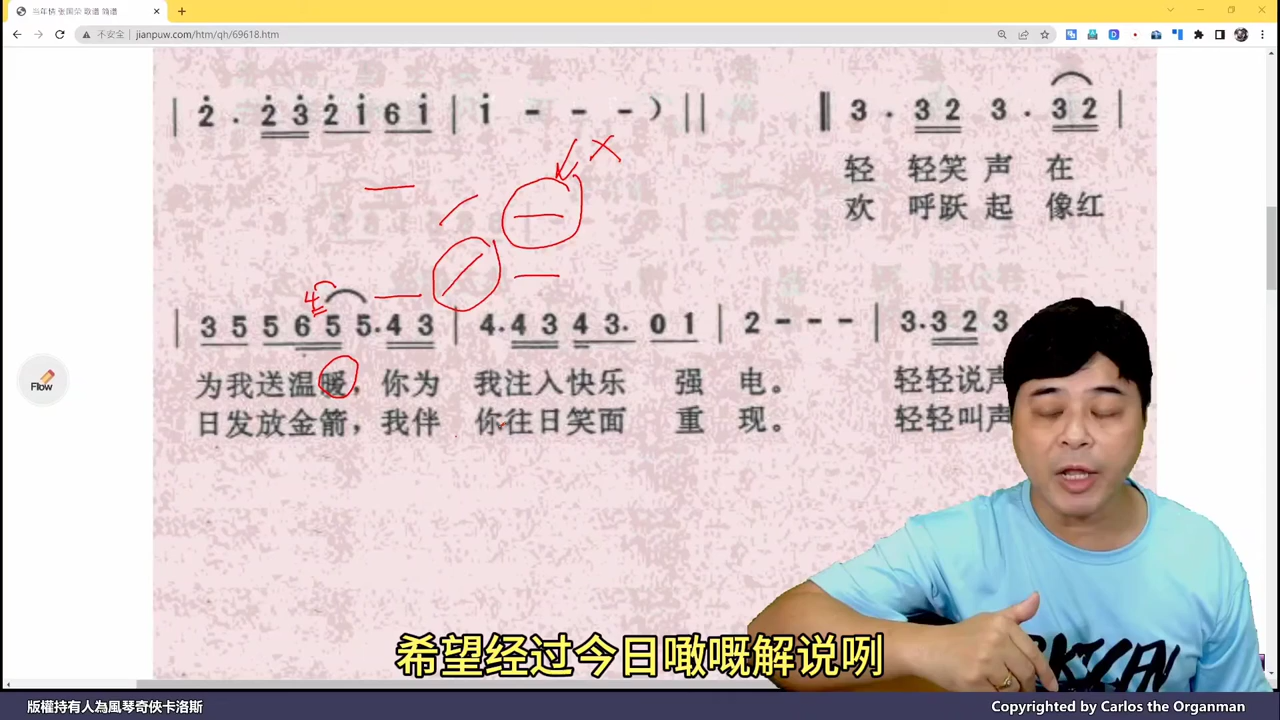 当年情 张国荣 歌谱 简谱
不安全 | jianpuw.com/htm/qh/69618.htm
| 2̇ . 2̇ 3̇ 2̇ i 6 i | i - - - ) || ‖ 3 . 3 2 3 . 3 2 |
轻 轻笑 声 在
欢 呼跃 起 像红
4 X
| 3 5 5 6 5 5. 4 3 | 4. 4 3 4 3. 0 1 | 2 - - - | 3. 3 2 3
Flow
为我送温暖，你为 我注入快乐 强 电。 轻轻说声
日发放金箭，我伴 你往日笑面 重 现。 轻轻叫声
希望经过今日噉嘅解说咧
版權持有人為風琴奇俠卡洛斯
Copyrighted by Carlos the Organman